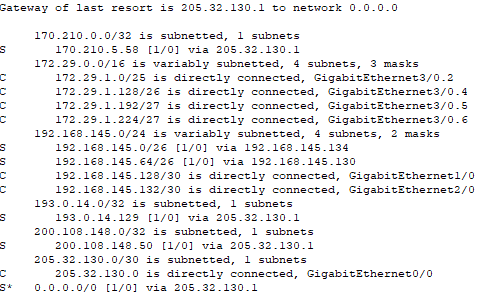 Gateway of last resort is 205.32.130.1 to network 0.0.0.0
170.210.0.0/32 is subnetted, 1 subnets
S 170.210.5.58 [1/0] via 205.32.130.1
172.29.0.0/16 is variably subnetted, 4 subnets, 3 masks
C 172.29.1.0/25 is directly connected, GigabitEthernet3/0.2
C 172.29.1.128/26 is directly connected, GigabitEthernet3/0.4
C 172.29.1.192/27 is directly connected, GigabitEthernet3/0.5
C 172.29.1.224/27 is directly connected, GigabitEthernet3/0.6
192.168.145.0/24 is variably subnetted, 4 subnets, 2 masks
S 192.168.145.0/26 [1/0] via 192.168.145.134
S 192.168.145.64/26 [1/0] via 192.168.145.130
C 192.168.145.128/30 is directly connected, GigabitEthernet1/0
C 192.168.145.132/30 is directly connected, GigabitEthernet2/0
193.0.14.0/32 is subnetted, 1 subnets
S 193.0.14.129 [1/0] via 205.32.130.1
200.108.148.0/32 is subnetted, 1 subnets
S 200.108.148.50 [1/0] via 205.32.130.1
205.32.130.0/30 is subnetted, 1 subnets
C 205.32.130.0 is directly connected, GigabitEthernet0/0
S* 0.0.0.0/0 [1/0] via 205.32.130.1